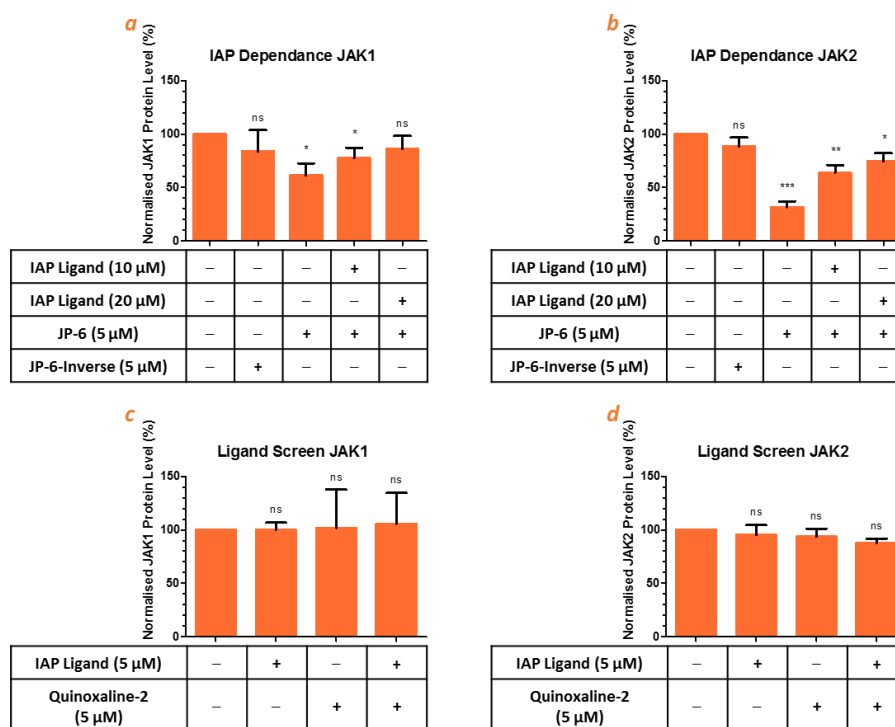 a
IAP Dependance JAK1
Normalised JAK1 Protein Level (%)
150
100
50
0
ns
*
*
ns
IAP Ligand (10 µM) – – – + –
IAP Ligand (20 µM) – – – – +
JP-6 (5 µM) – – + + +
JP-6-Inverse (5 µM) – + – – –
b
IAP Dependance JAK2
Normalised JAK2 Protein Level (%)
150
100
50
0
ns
***
**
*
IAP Ligand (10 µM) – – – + –
IAP Ligand (20 µM) – – – – +
JP-6 (5 µM) – – + + +
JP-6-Inverse (5 µM) – + – – –
c
Ligand Screen JAK1
Normalised JAK1 Protein Level (%)
150
100
50
0
ns
ns
ns
IAP Ligand (5 µM) – + – +
Quinoxaline-2
(5 µM) – – + +
d
Ligand Screen JAK2
Normalised JAK2 Protein Level (%)
150
100
50
0
ns
ns
ns
IAP Ligand (5 µM) – + – +
Quinoxaline-2
(5 µM) – – + +